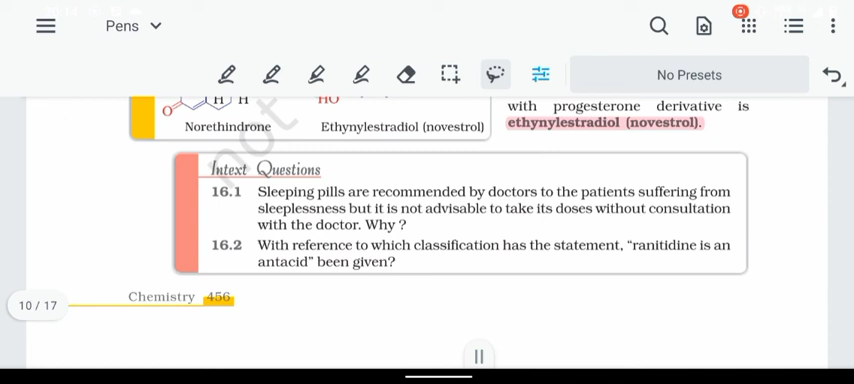 Pens
No Presets
H H
O
HO
Norethindrone
Ethynylestradiol (novestrol)
with progesterone derivative is
ethynylestradiol (novestrol).
not
Intext Questions
16.1 Sleeping pills are recommended by doctors to the patients suffering from
sleeplessness but it is not advisable to take its doses without consultation
with the doctor. Why ?
16.2 With reference to which classification has the statement, “ranitidine is an
antacid” been given?
10 / 17
Chemistry 456